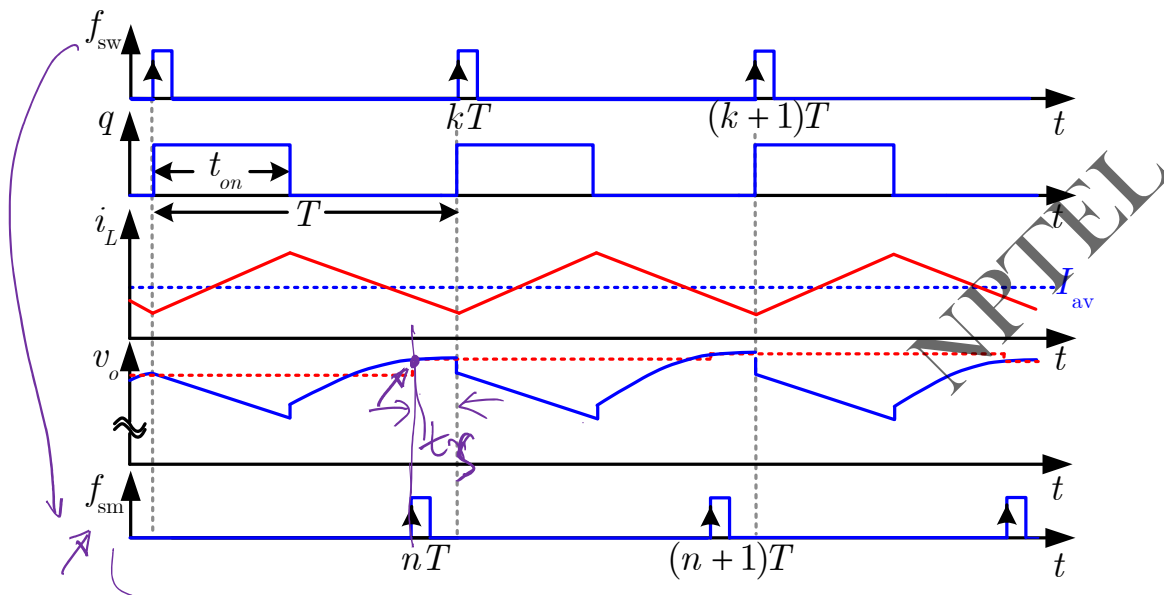 f_sw
kT
(k + 1)T
t
q
t_on
t
T
i_L
I_av
t
v_o
t
f_sm
nT
(n + 1)T
t
NPTEL